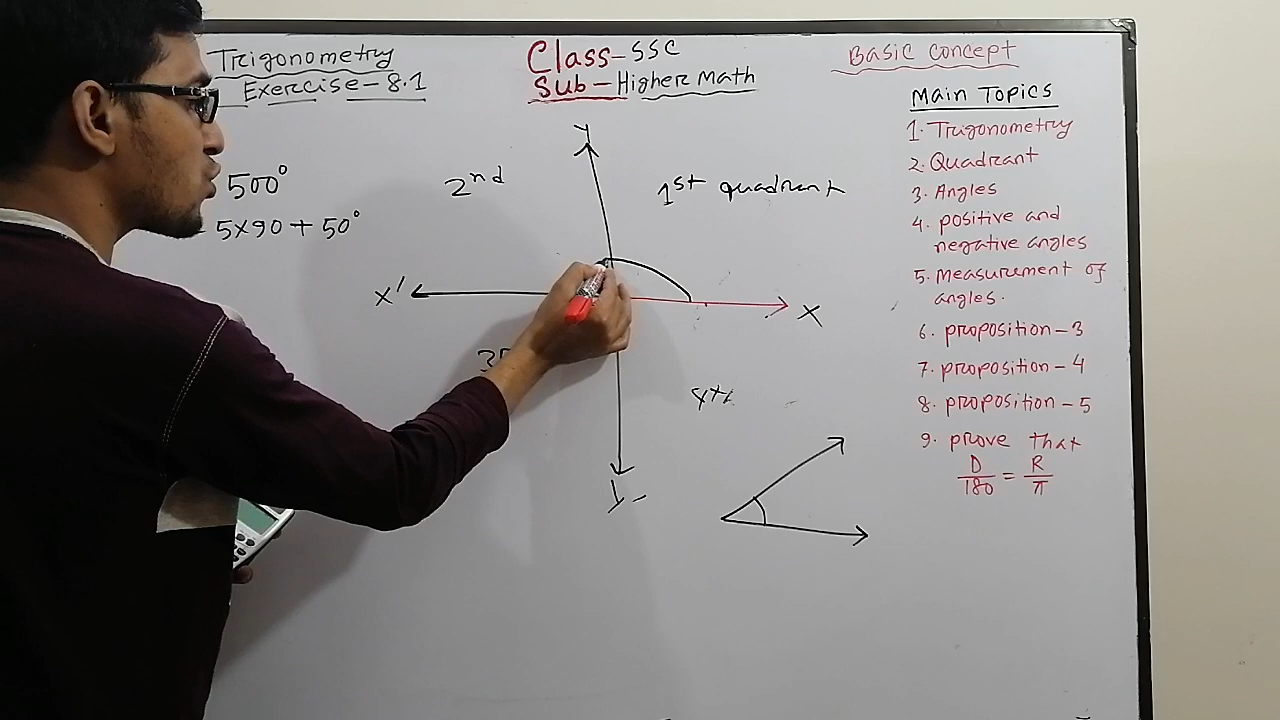 Trigonometry
Exercise-8.1
Class-SSC
Sub-Higher Math
Basic Concept
500°
5x90+50°
2nd
1st quadrant
Y
X'
X
4th
Main Topics
1. Trigonometry
2. Quadrant
3. Angles
4. positive and
negative angles
5. Measurement of
angles.
6. proposition-3
7. proposition-4
8. proposition-5
9. prove that
D/180 = R/π